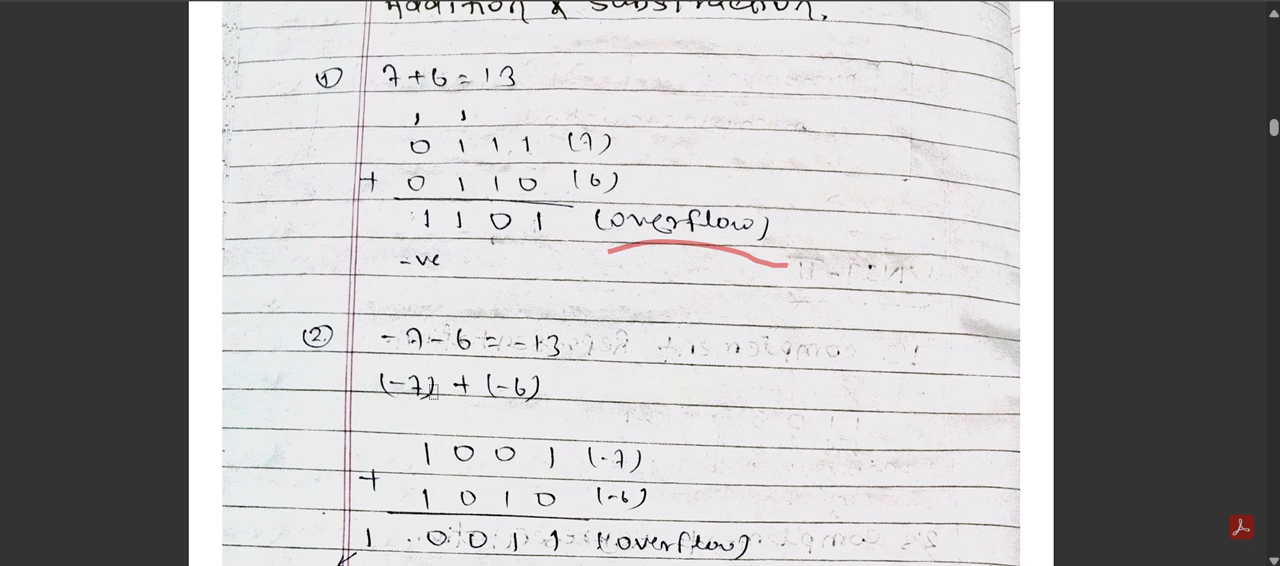 Addition & Substraction.
(1) 7+6=13
, ,
0 1 1 1 (7)
+ 0 1 1 0 (6)
1 1 0 1 (overflow)
-ve
(2) -7-6=-13
(-7) + (-6)
1 0 0 1 (-7)
+
1 0 1 0 (-6)
1 0 0 1 1 (overflow)